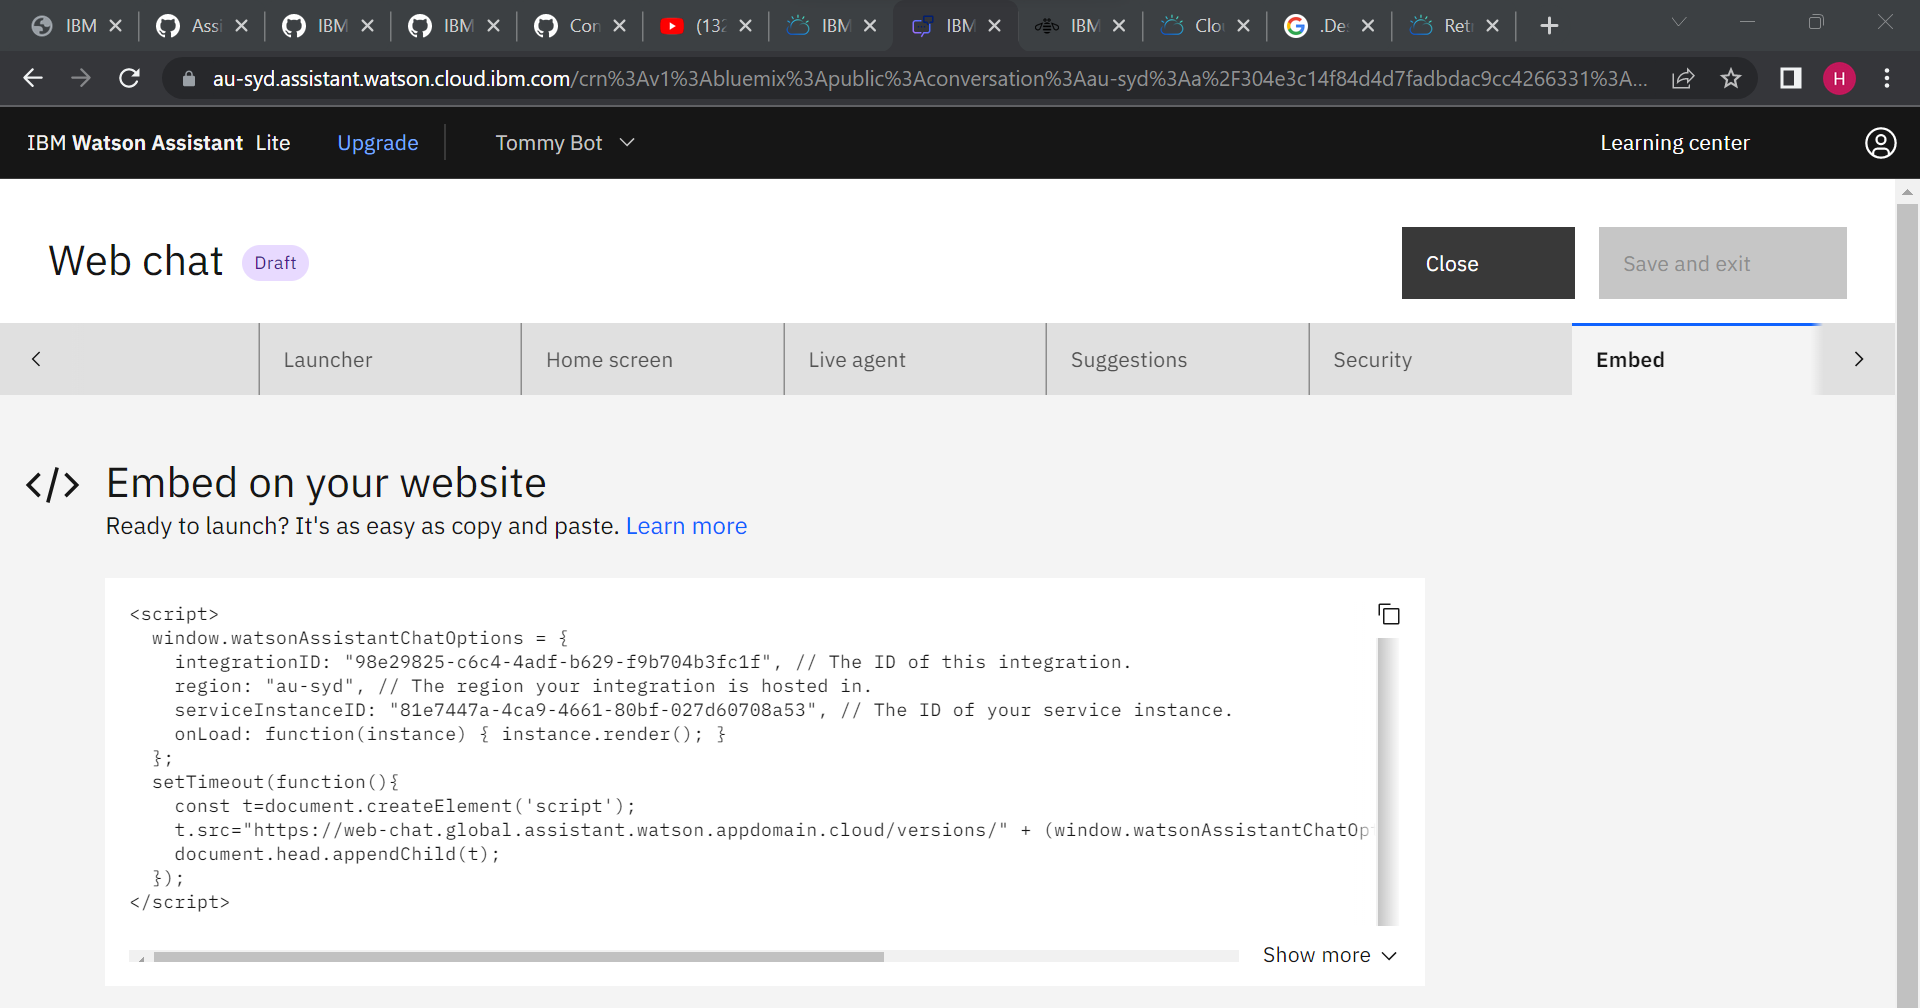 IBM
Assi
IBM
IBM
Con
(132
IBM
IBM
IBM
Clou
.De
Retr
au-syd.assistant.watson.cloud.ibm.com/crn%3Av1%3Abluemix%3Apublic%3Aconversation%3Aau-syd%3Aa%2F304e3c14f84d4d7fadbdac9cc4266331%3A...
H
IBM Watson Assistant Lite
Upgrade
Tommy Bot
Learning center
Web chat
Draft
Close
Save and exit
Launcher
Home screen
Live agent
Suggestions
Security
Embed
</> Embed on your website
Ready to launch? It's as easy as copy and paste. Learn more
<script>
window.watsonAssistantChatOptions = {
integrationID: "98e29825-c6c4-4adf-b629-f9b704b3fc1f", // The ID of this integration.
region: "au-syd", // The region your integration is hosted in.
serviceInstanceID: "81e7447a-4ca9-4661-80bf-027d60708a53", // The ID of your service instance.
onLoad: function(instance) { instance.render(); }
};
setTimeout(function(){
const t=document.createElement('script');
t.src="https://web-chat.global.assistant.watson.appdomain.cloud/versions/" + (window.watsonAssistantChatOp
document.head.appendChild(t);
});
</script>
Show more